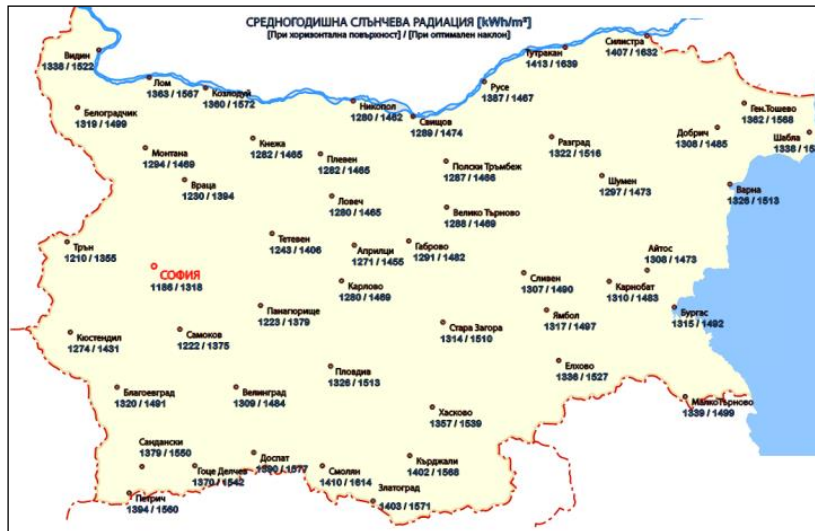 СРЕДНОГОДИШНА СЛЪНЧЕВА РАДИАЦИЯ [kWh/m²]
[При хоризонтална повърхност] / [При оптимален наклон]
Видин
1338 / 1522
Лом
1363 / 1567
Козлодуй
1360 / 1572
Белоградчик
1319 / 1499
Никопол
1280 / 1462
Свищов
1289 / 1474
Русе
1387 / 1467
Тутракан
1413 / 1639
Силистра
1407 / 1632
Ген.Тошево
1362 / 1568
Добрич
1308 / 1485
Шабла
1338 /
Монтана
1294 / 1469
Враца
1230 / 1394
Кнежа
1282 / 1465
Плевен
1282 / 1465
Ловеч
1280 / 1465
Полски Тръмбеж
1287 / 1466
Разград
1322 / 1516
Шумен
1297 / 1473
Варна
1326 / 1513
Велико Търново
1288 / 1469
Трън
1210 / 1355
СОФИЯ
1186 / 1318
Тетевен
1243 / 1406
Априлци
1271 / 1455
Габрово
1291 / 1482
Карлово
1280 / 1469
Сливен
1307 / 1490
Айтос
1308 / 1473
Карнобат
1310 / 1483
Бургас
1315 / 1492
Ямбол
1317 / 1497
Кюстендил
1274 / 1431
Самоков
1222 / 1375
Панагюрище
1223 / 1379
Стара Загора
1314 / 1510
Пловдив
1326 / 1513
Елхово
1336 / 1527
МалкоТърново
1339 / 1499
Благоевград
1320 / 1491
Велинград
1309 / 1484
Хасково
1357 / 1539
Сандански
1379 / 1550
Гоце Делчев
1370 / 1542
Доспат
1390 / 1577
Смолян
1410 / 1614
Кърджали
1402 / 1568
Златоград
1403 / 1571
Петрич
1394 / 1560